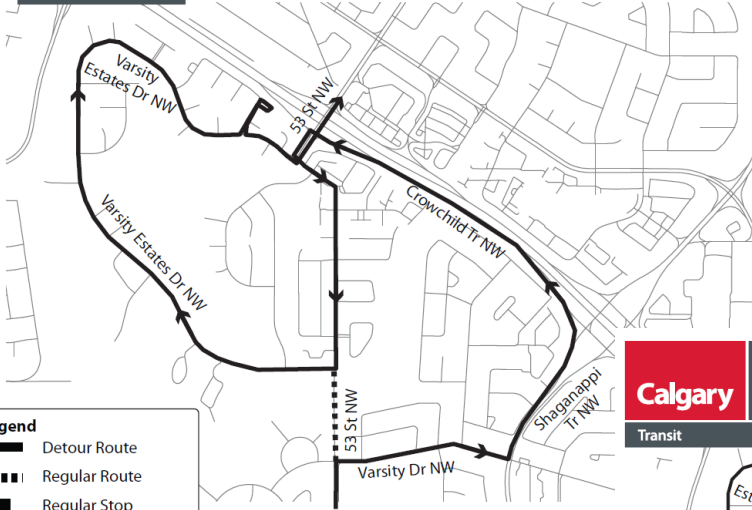 Varsity
Estates Dr NW
53 St NW
Crowchild Tr NW
Varsity Estates Dr NW
53 St NW
Shaganappi
Tr NW
Varsity Dr NW
Calgary
Transit
gend
Detour Route
Regular Route
Regular Stop
Est